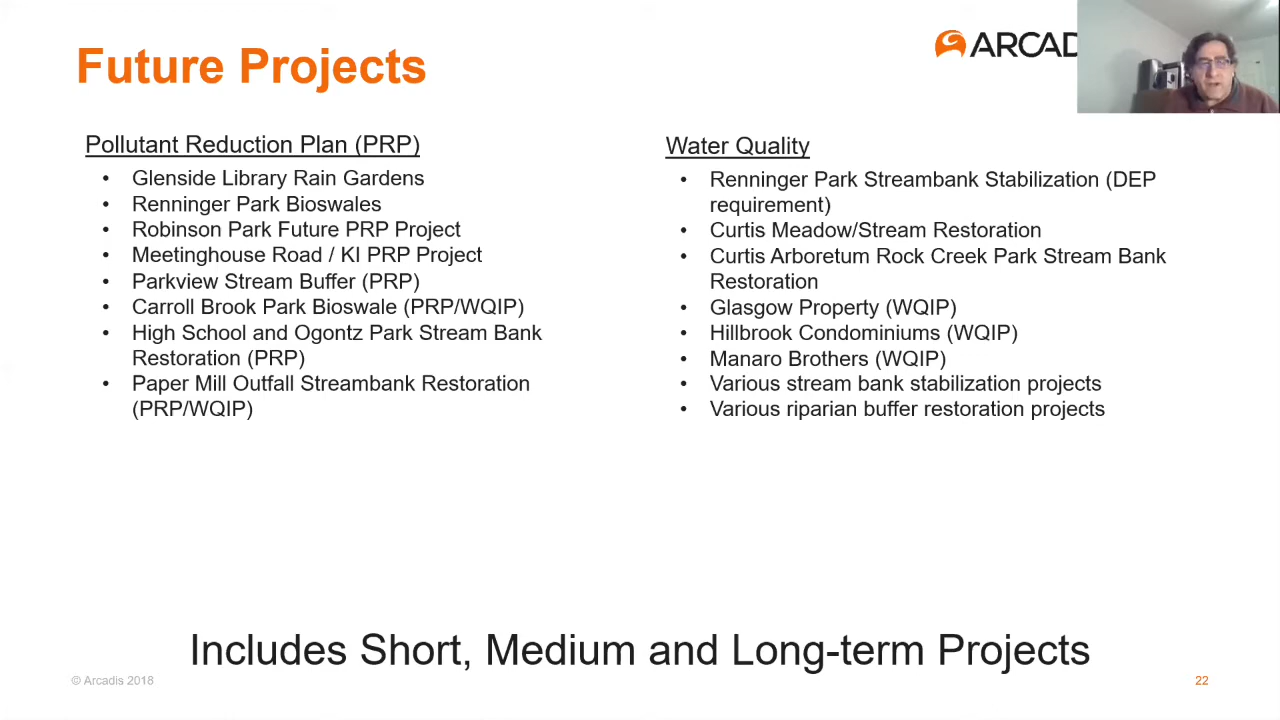 Future Projects
ARCAD
Pollutant Reduction Plan (PRP)
• Glenside Library Rain Gardens
• Renninger Park Bioswales
• Robinson Park Future PRP Project
• Meetinghouse Road / KI PRP Project
• Parkview Stream Buffer (PRP)
• Carroll Brook Park Bioswale (PRP/WQIP)
• High School and Ogontz Park Stream Bank
Restoration (PRP)
• Paper Mill Outfall Streambank Restoration
(PRP/WQIP)
Water Quality
• Renninger Park Streambank Stabilization (DEP
requirement)
• Curtis Meadow/Stream Restoration
• Curtis Arboretum Rock Creek Park Stream Bank
Restoration
• Glasgow Property (WQIP)
• Hillbrook Condominiums (WQIP)
• Manaro Brothers (WQIP)
• Various stream bank stabilization projects
• Various riparian buffer restoration projects
Includes Short, Medium and Long-term Projects
© Arcadis 2018
22